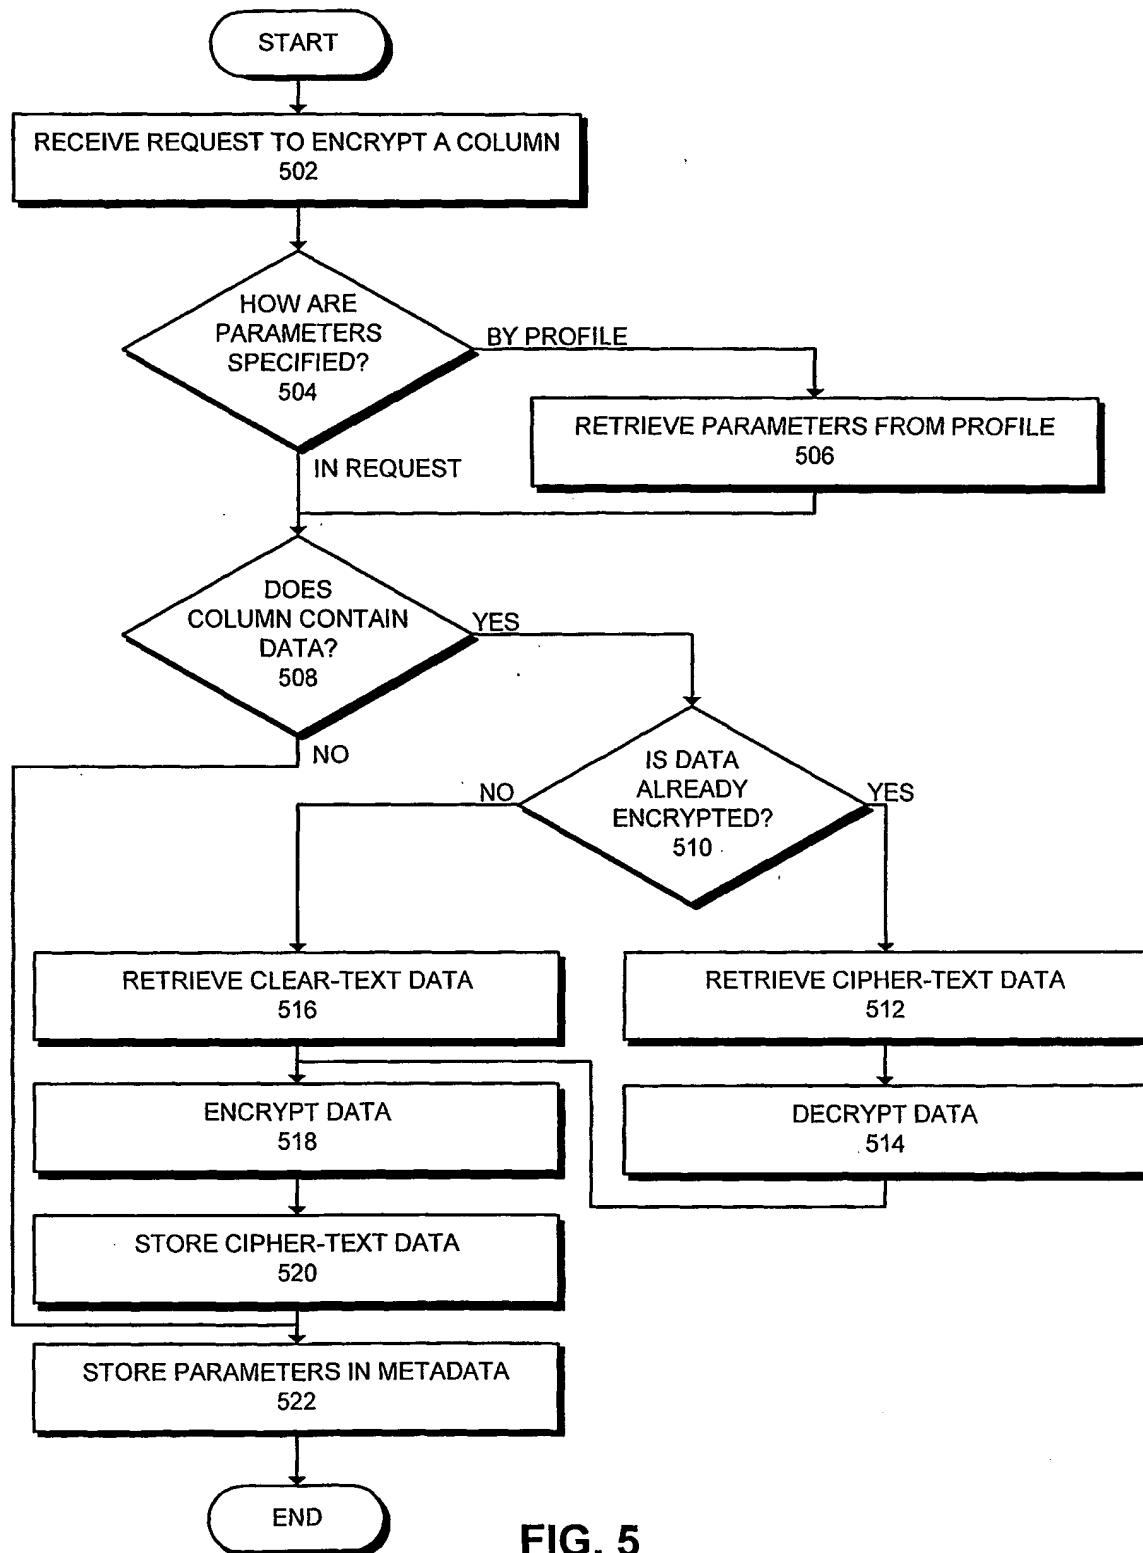 START
RECEIVE REQUEST TO ENCRYPT A COLUMN
502
HOW ARE
PARAMETERS
SPECIFIED?
504
BY PROFILE
RETRIEVE PARAMETERS FROM PROFILE
506
IN REQUEST
DOES
COLUMN CONTAIN
DATA?
508
YES
NO
IS DATA
ALREADY
ENCRYPTED?
510
NO
YES
RETRIEVE CLEAR-TEXT DATA
516
RETRIEVE CIPHER-TEXT DATA
512
ENCRYPT DATA
518
DECRYPT DATA
514
STORE CIPHER-TEXT DATA
520
STORE PARAMETERS IN METADATA
522
END
FIG. 5